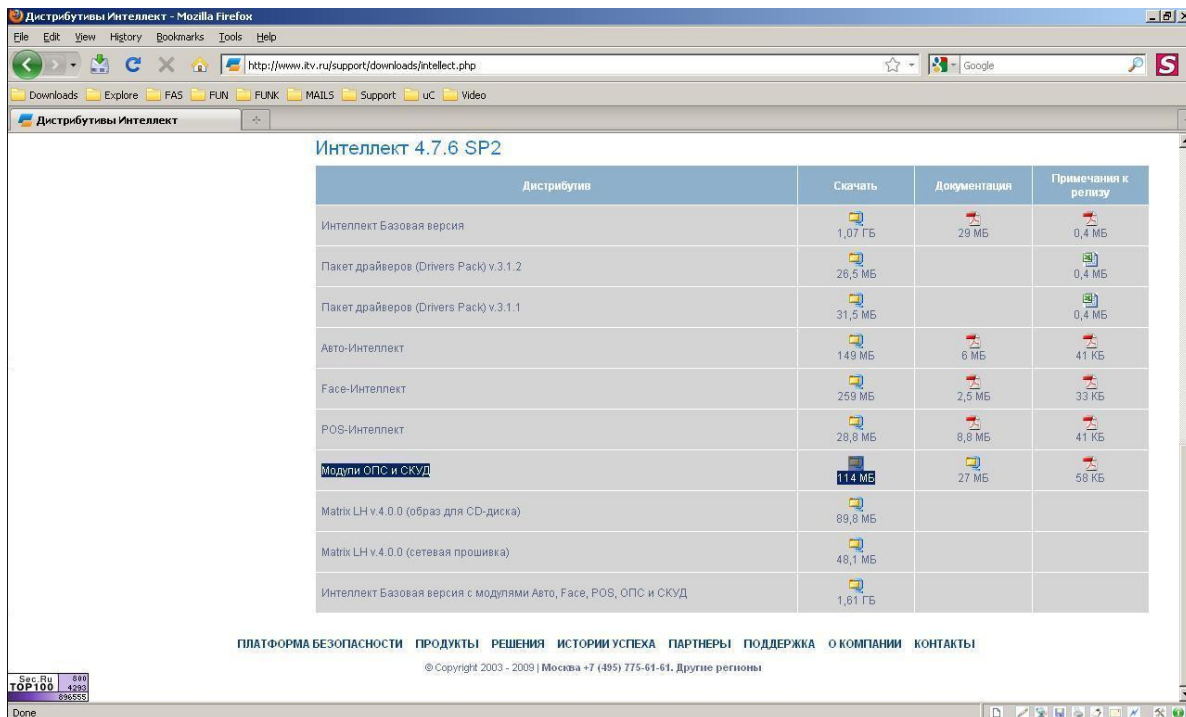 Дистрибутивы Интеллект - Mozilla Firefox
File Edit View History Bookmarks Tools Help
http://www.itv.ru/support/downloads/intellect.php Google
Downloads Explore FAS FUN FUNK MAILS Support uC Video
Дистрибутивы Интеллект
Интеллект 4.7.6 SP2
Дистрибутив Скачать Документация Примечания к релизу
Интеллект Базовая версия 1,07 ГБ 29 МБ 0,4 МБ
Пакет драйверов (Drivers Pack) v.3.1.2 26,5 МБ 0,4 МБ
Пакет драйверов (Drivers Pack) v.3.1.1 31,5 МБ 0,4 МБ
Авто-Интеллект 149 МБ 6 МБ 41 КБ
Face-Интеллект 259 МБ 2,5 МБ 33 КБ
POS-Интеллект 28,8 МБ 8,8 МБ 41 КБ
Модули ОПС и СКУД 114 МБ 27 МБ 58 КБ
Matrix LH v.4.0.0 (образ для CD-диска) 89,8 МБ
Matrix LH v.4.0.0 (сетевая прошивка) 48,1 МБ
Интеллект Базовая версия с модулями Авто, Face, POS, ОПС и СКУД 1,61 ГБ
ПЛАТФОРМА БЕЗОПАСНОСТИ ПРОДУКТЫ РЕШЕНИЯ ИСТОРИИ УСПЕХА ПАРТНЕРЫ ПОДДЕРЖКА О КОМПАНИИ КОНТАКТЫ
© Copyright 2003 - 2009 | Москва +7 (495) 775-61-61. Другие регионы
Sec.Ru 800
TOP100 4293
896555
Done